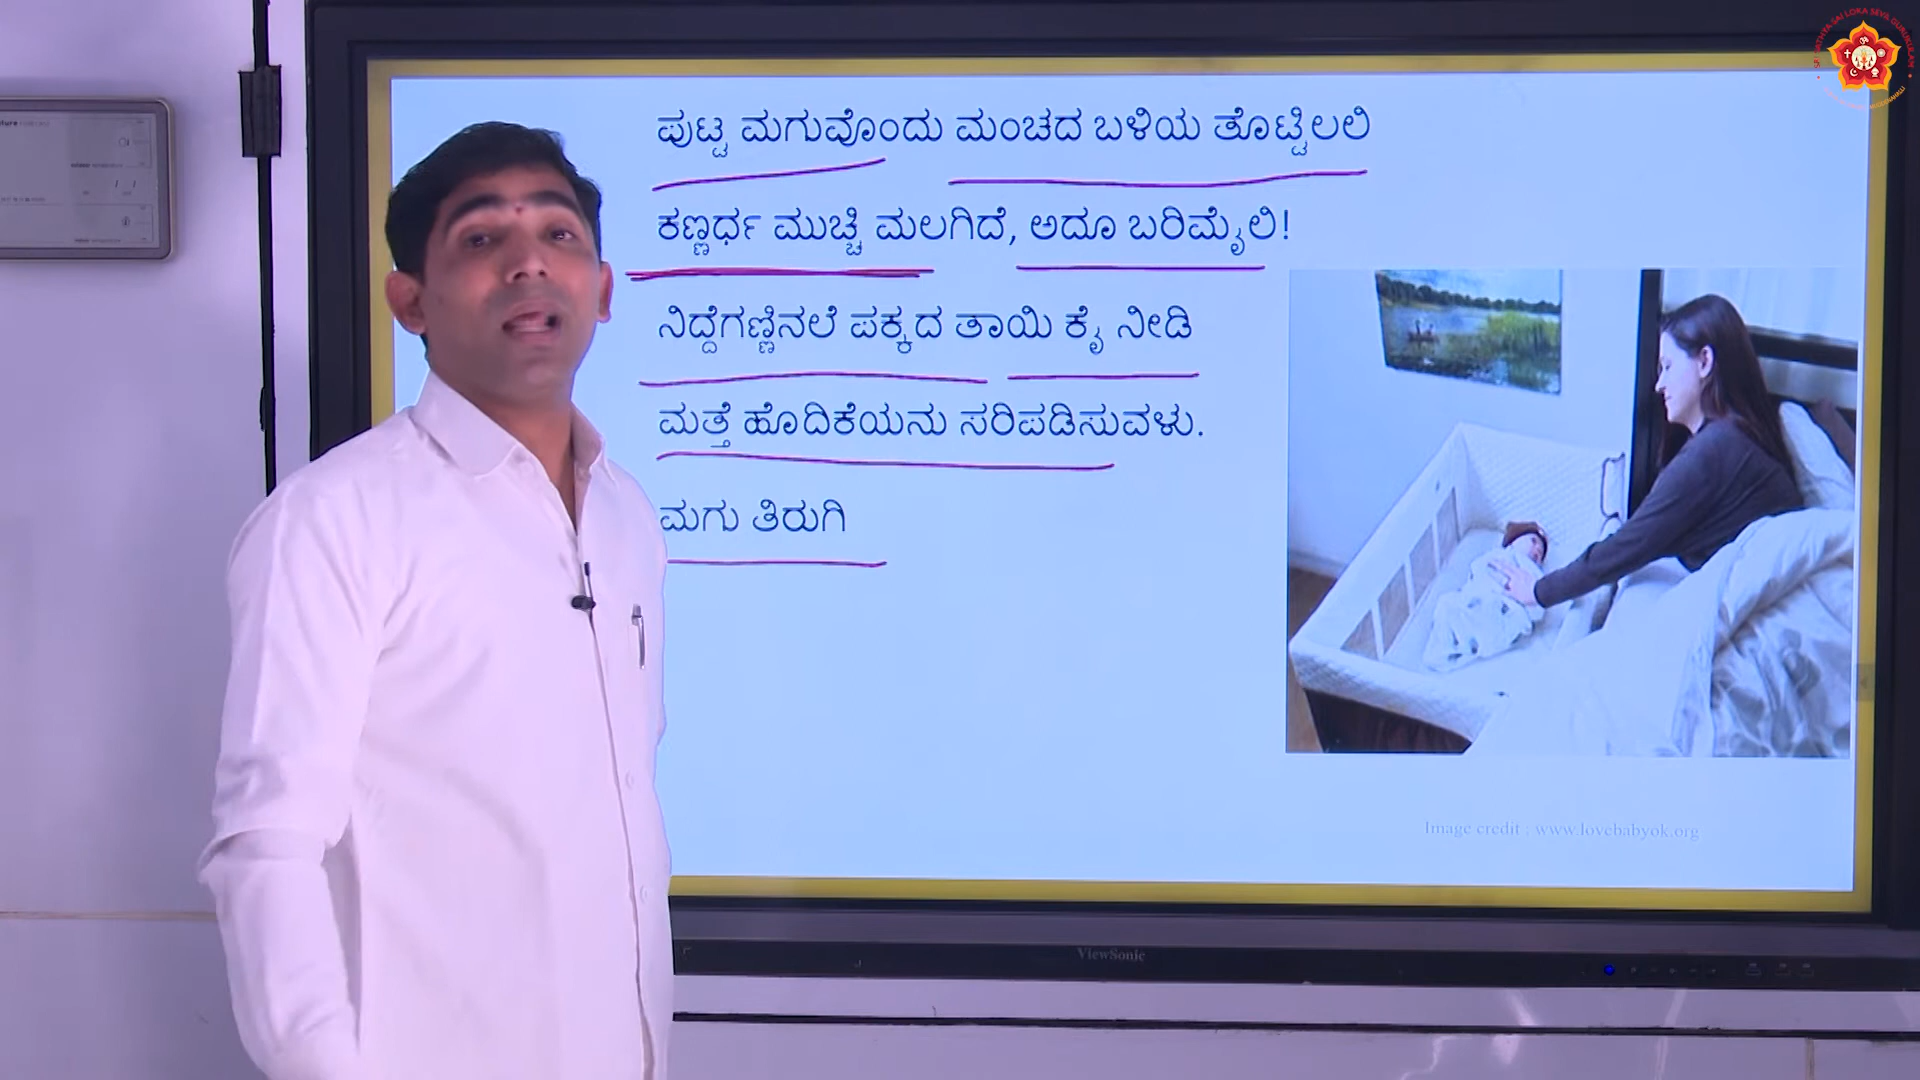 ಪುಟ್ಟ ಮಗುವೊಂದು ಮಂಚದ ಬಳಿಯ ತೊಟ್ಟಿಲಲಿ
ಕಣ್ಣರ್ಧ ಮುಚ್ಚಿ ಮಲಗಿದೆ, ಅದೂ ಬರಿಮೈಲಿ!
ನಿದ್ದೆಗಣ್ಣಿನಲೆ ಪಕ್ಕದ ತಾಯಿ ಕೈ ನೀಡಿ
ಮತ್ತೆ ಹೊದಿಕೆಯನು ಸರಿಪಡಿಸುವಳು.
ಮಗು ತಿರುಗಿ
Image credit : www.lovebabyok.org
ViewSonic